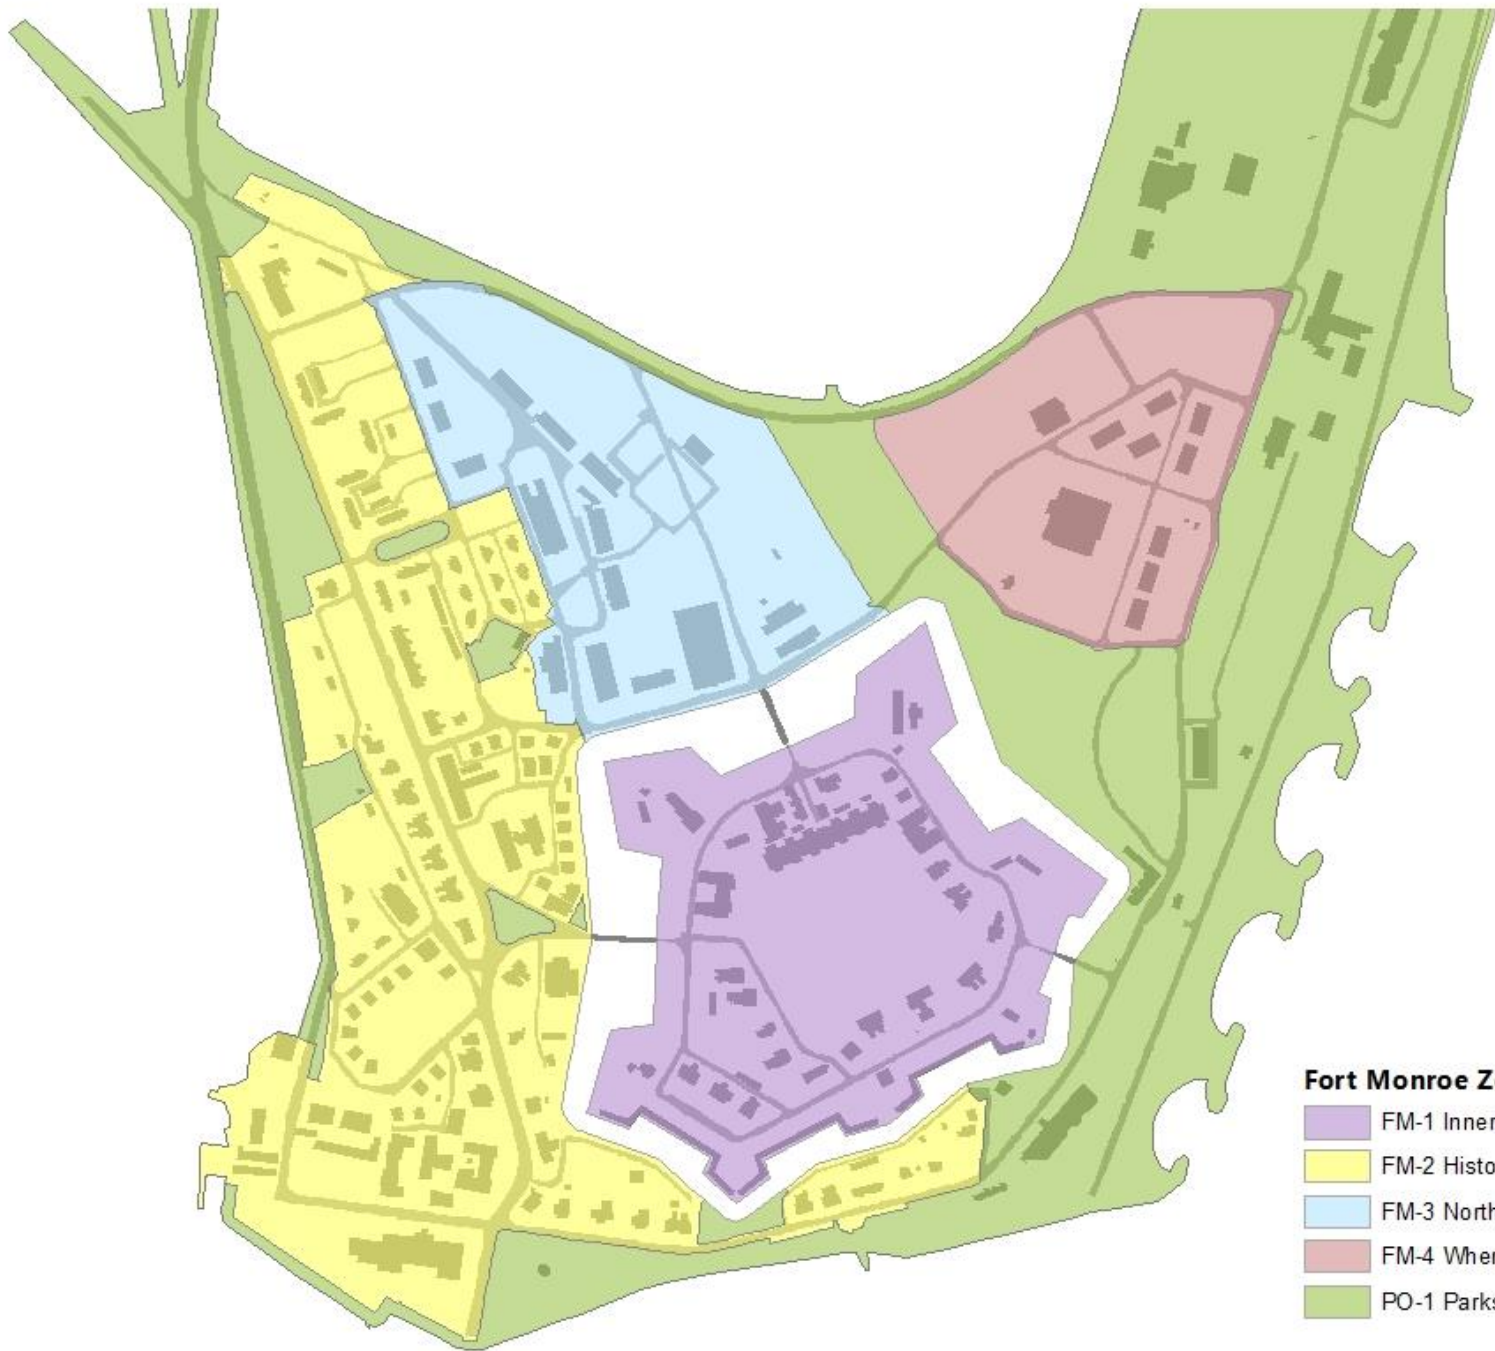 Fort Monroe Z
FM-1 Inner
FM-2 Histo
FM-3 North
FM-4 Wher
PO-1 Parks